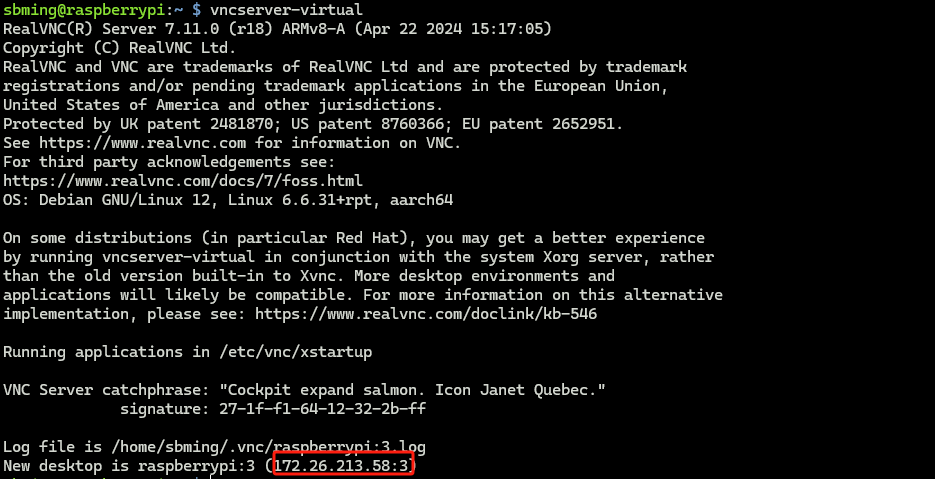 sbming@raspberrypi:~ $ vncserver-virtual
RealVNC(R) Server 7.11.0 (r18) ARMv8-A (Apr 22 2024 15:17:05)
Copyright (C) RealVNC Ltd.
RealVNC and VNC are trademarks of RealVNC Ltd and are protected by trademark
registrations and/or pending trademark applications in the European Union,
United States of America and other jurisdictions.
Protected by UK patent 2481870; US patent 8760366; EU patent 2652951.
See https://www.realvnc.com for information on VNC.
For third party acknowledgements see:
https://www.realvnc.com/docs/7/foss.html
OS: Debian GNU/Linux 12, Linux 6.6.31+rpt, aarch64
On some distributions (in particular Red Hat), you may get a better experience
by running vncserver-virtual in conjunction with the system Xorg server, rather
than the old version built-in to Xvnc. More desktop environments and
applications will likely be compatible. For more information on this alternative
implementation, please see: https://www.realvnc.com/doclink/kb-546
Running applications in /etc/vnc/xstartup
VNC Server catchphrase: "Cockpit expand salmon. Icon Janet Quebec."
signature: 27-1f-f1-64-12-32-2b-ff
Log file is /home/sbming/.vnc/raspberrypi:3.log
New desktop is raspberrypi:3 (172.26.213.58:3)